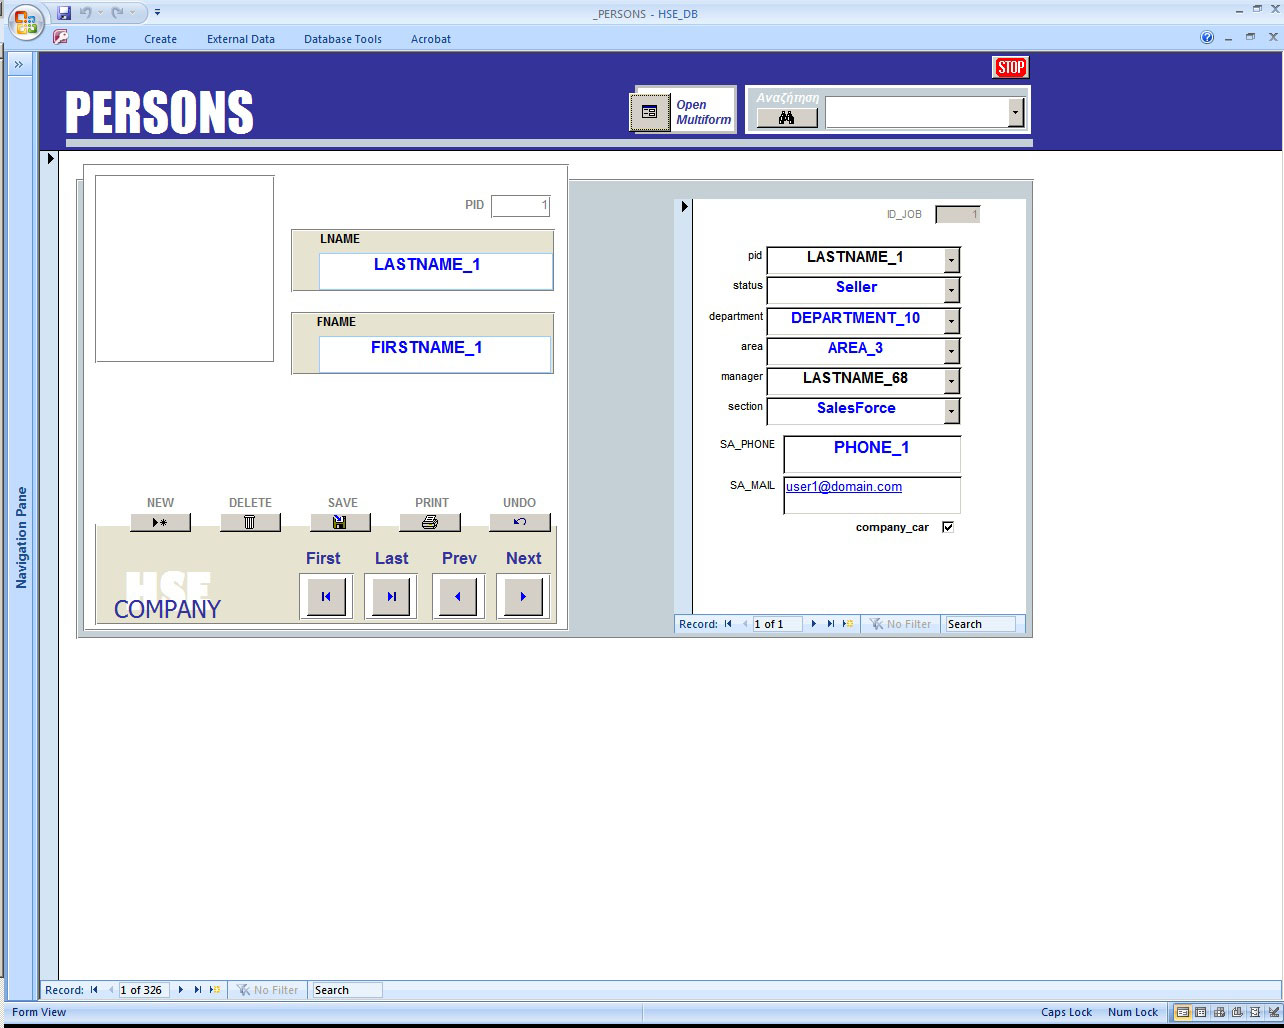 _PERSONS - HSE_DB
Home Create External Data Database Tools Acrobat
»
STOP
PERSONS
Open
Multiform
Αναζήτηση
PID 1
LNAME
LASTNAME_1
FNAME
FIRSTNAME_1
NEW DELETE SAVE PRINT UNDO
First Last Prev Next
HSE
COMPANY
ID_JOB 1
pid LASTNAME_1
status Seller
department DEPARTMENT_10
area AREA_3
manager LASTNAME_68
section SalesForce
SA_PHONE PHONE_1
SA_MAIL user1@domain.com
company_car
Record: 1 of 1 No Filter Search
Navigation Pane
Record: 1 of 326 No Filter Search
Form View Caps Lock Num Lock